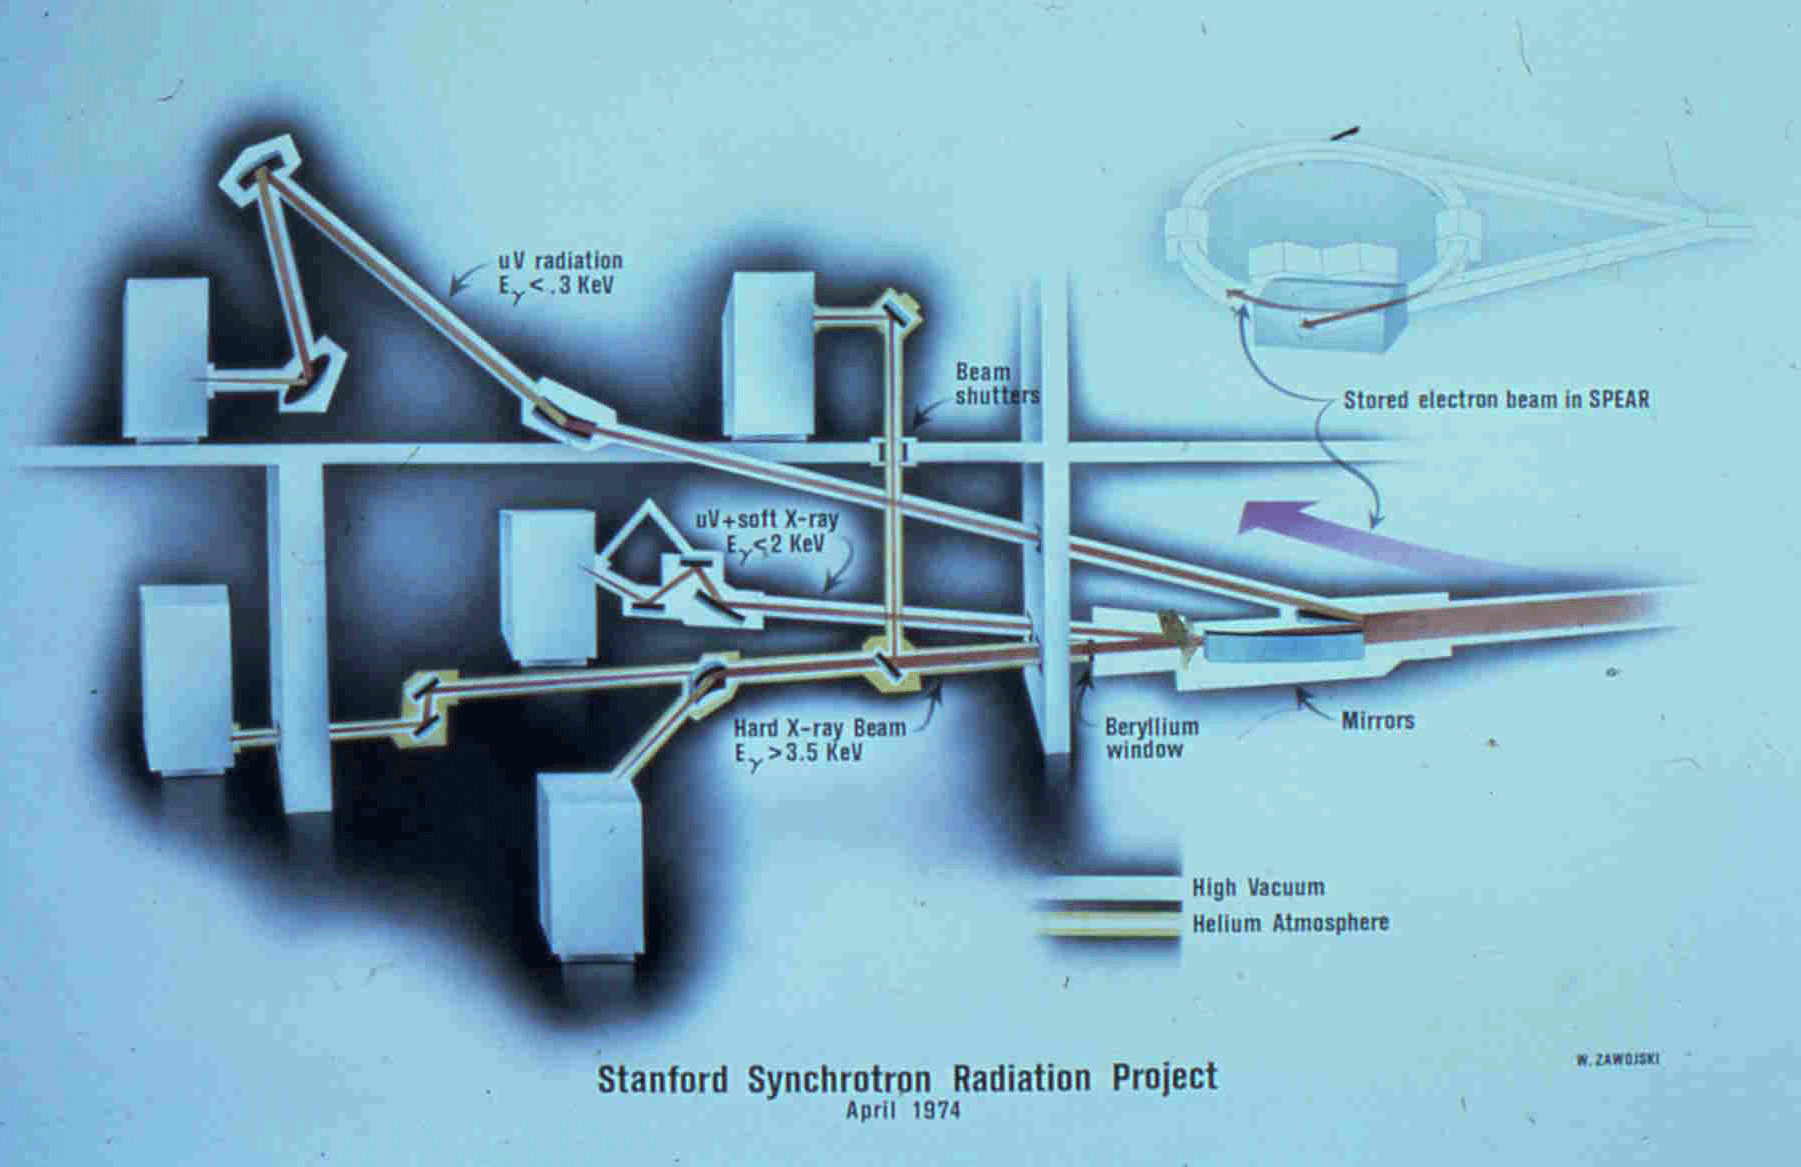 uV radiation
Eγ < .3 KeV
Beam
shutters
Stored electron beam in SPEAR
uV+soft X-ray
Eγ ≤ 2 KeV
Hard X-ray Beam
Eγ > 3.5 KeV
Beryllium
window
Mirrors
High Vacuum
Helium Atmosphere
W. ZAWOJSKI
Stanford Synchrotron Radiation Project
April 1974